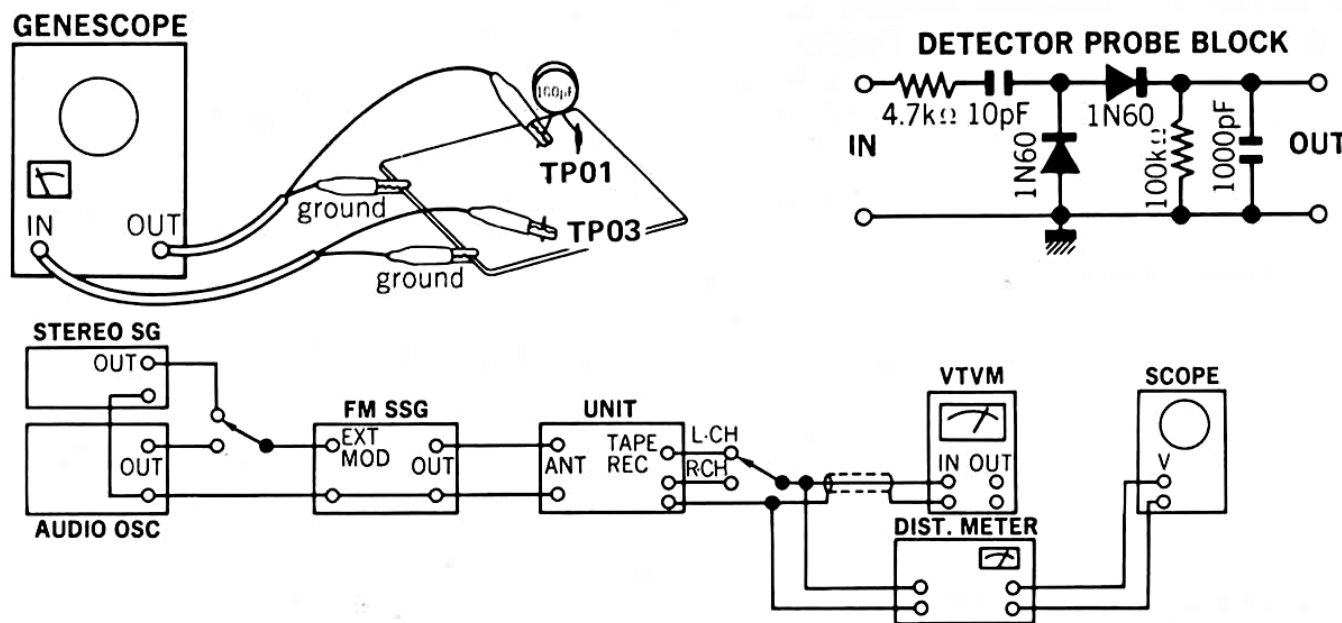 GENESCOPE
100pF
TP01
ground
IN
OUT
TP03
ground
DETECTOR PROBE BLOCK
4.7kΩ
10pF
1N60
IN
1N60
100kΩ
1000pF
OUT
STEREO SG
OUT
AUDIO OSC
OUT
FM SSG
EXT
MOD
OUT
UNIT
ANT
TAPE
REC
L·CH
R·CH
VTVM
IN OUT
DIST. METER
SCOPE
V